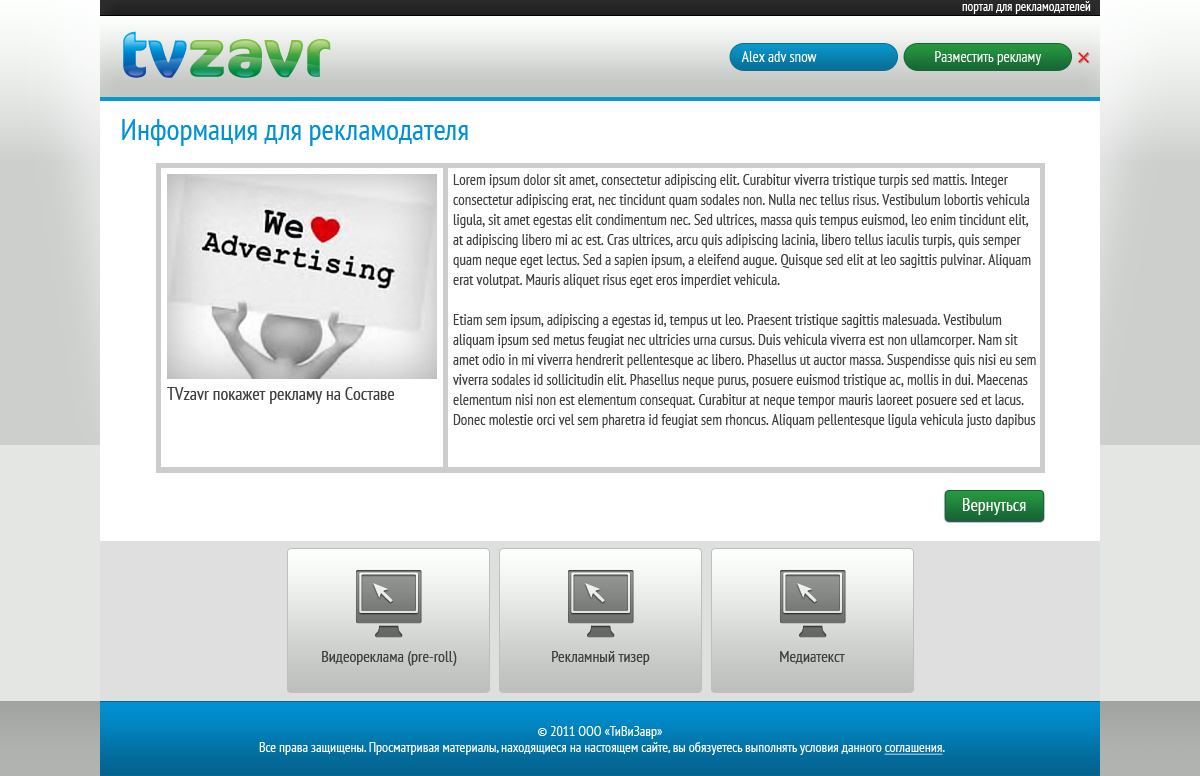 портал для рекламодателей
tvzavr
Alex adv snow
Разместить рекламу
Информация для рекламодателя
We
Advertising
TVzavr покажет рекламу на Составе
Lorem ipsum dolor sit amet, consectetur adipiscing elit. Curabitur viverra tristique turpis sed mattis. Integer
consectetur adipiscing erat, nec tincidunt quam sodales non. Nulla nec tellus risus. Vestibulum lobortis vehicula
ligula, sit amet egestas elit condimentum nec. Sed ultrices, massa quis tempus euismod, leo enim tincidunt elit,
at adipiscing libero mi ac est. Cras ultrices, arcu quis adipiscing lacinia, libero tellus iaculis turpis, quis semper
quam neque eget lectus. Sed a sapien ipsum, a eleifend augue. Quisque sed elit at leo sagittis pulvinar. Aliquam
erat volutpat. Mauris aliquet risus eget eros imperdiet vehicula.
Etiam sem ipsum, adipiscing a egestas id, tempus ut leo. Praesent tristique sagittis malesuada. Vestibulum
aliquam ipsum sed metus feugiat nec ultricies urna cursus. Duis vehicula viverra est non ullamcorper. Nam sit
amet odio in mi viverra hendrerit pellentesque ac libero. Phasellus ut auctor massa. Suspendisse quis nisi eu sem
viverra sodales id sollicitudin elit. Phasellus neque purus, posuere euismod tristique ac, mollis in dui. Maecenas
elementum nisi non est elementum consequat. Curabitur at neque tempor mauris laoreet posuere sed et lacus.
Donec molestie orci vel sem pharetra id feugiat sem rhoncus. Aliquam pellentesque ligula vehicula justo dapibus
Вернуться
Видеореклама (pre-roll)
Рекламный тизер
Медиатекст
© 2011 ООО «ТиВиЗавр»
Все права защищены. Просматривая материалы, находящиеся на настоящем сайте, вы обязуетесь выполнять условия данного соглашения.